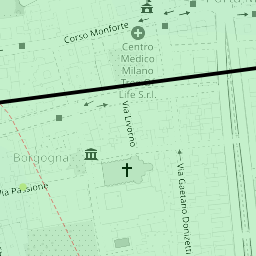 Corso Monforte
Centro
Medico
Milano
Life S.r.l.
Via Livorno
Borgogna
Via Passione
Via Gaetano Donizetti